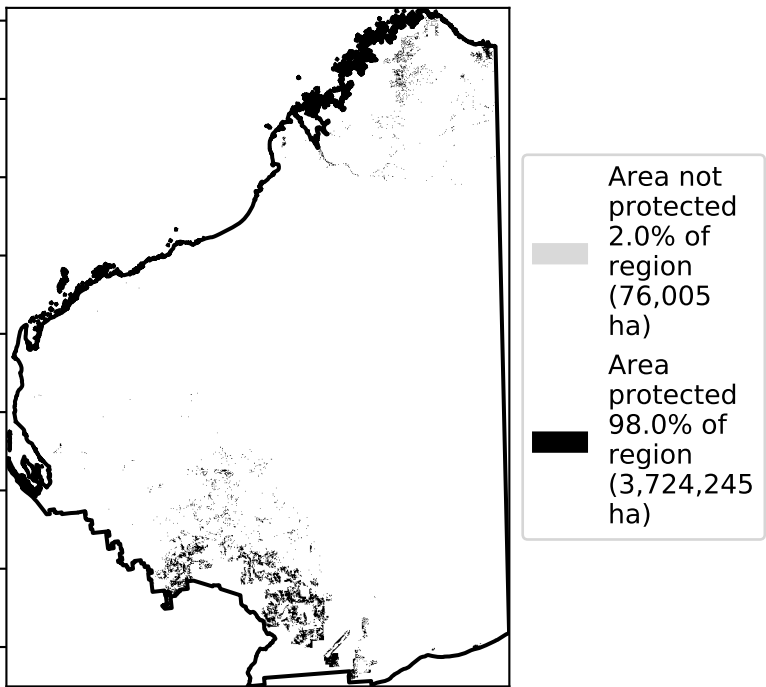 Area not
protected
2.0% of
region
(76,005
ha)
Area
protected
98.0% of
region
(3,724,245
ha)